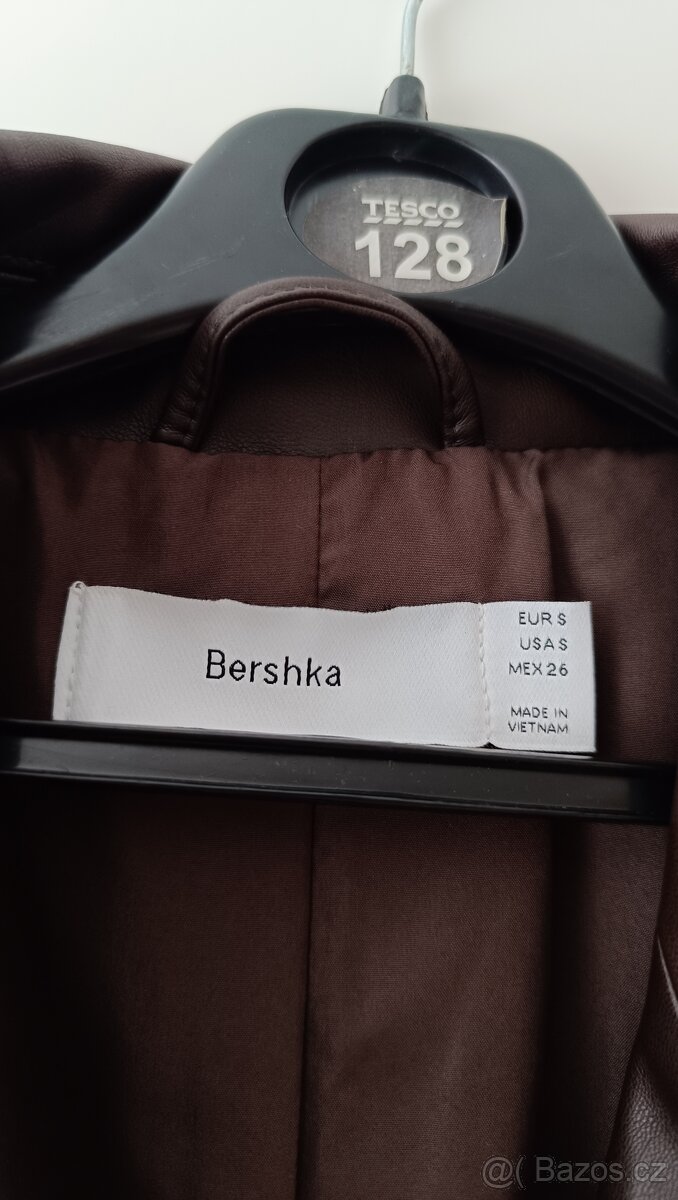 TESCO
128
Bershka
EUR S
USA S
MEX 26
MADE IN
VIETNAM
@( Bazos.cz